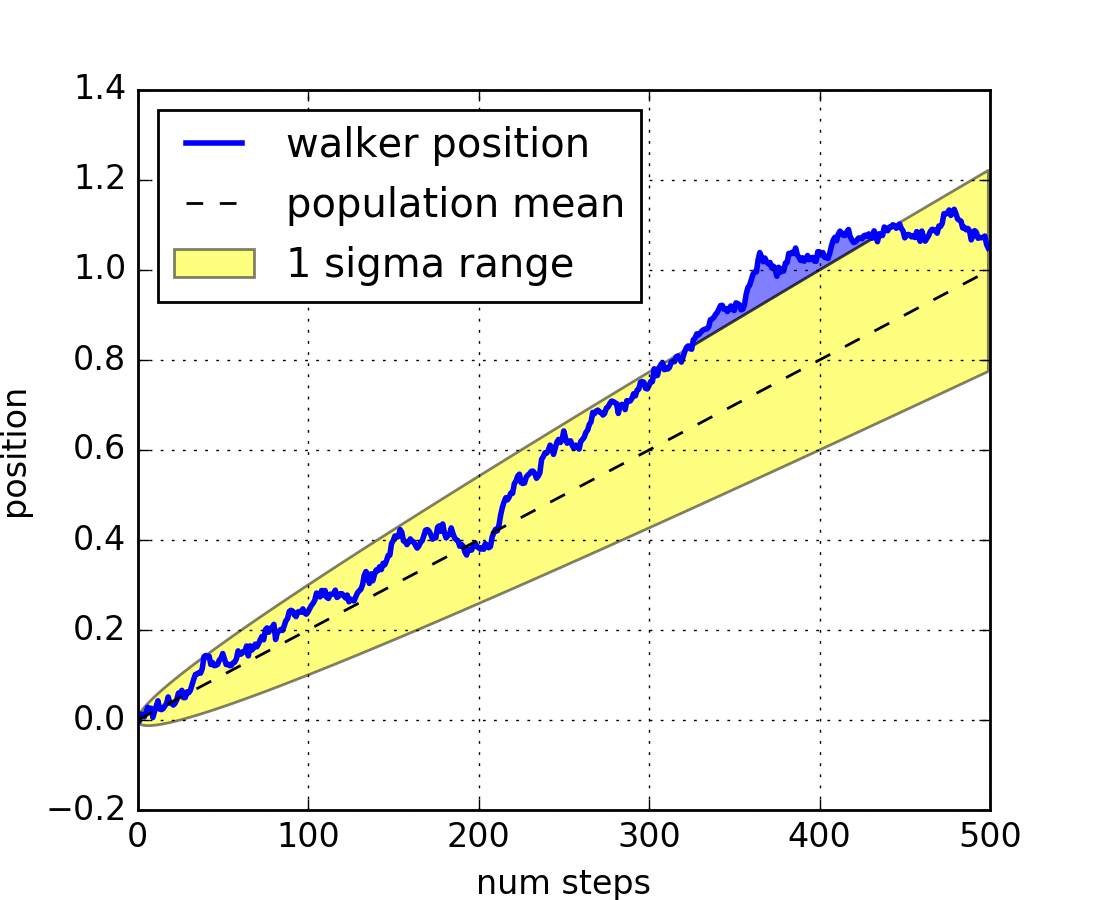 1.4
1.2
1.0
0.8
0.6
0.4
0.2
0.0
−0.2
walker position
population mean
1 sigma range
position
0 100 200 300 400 500
num steps